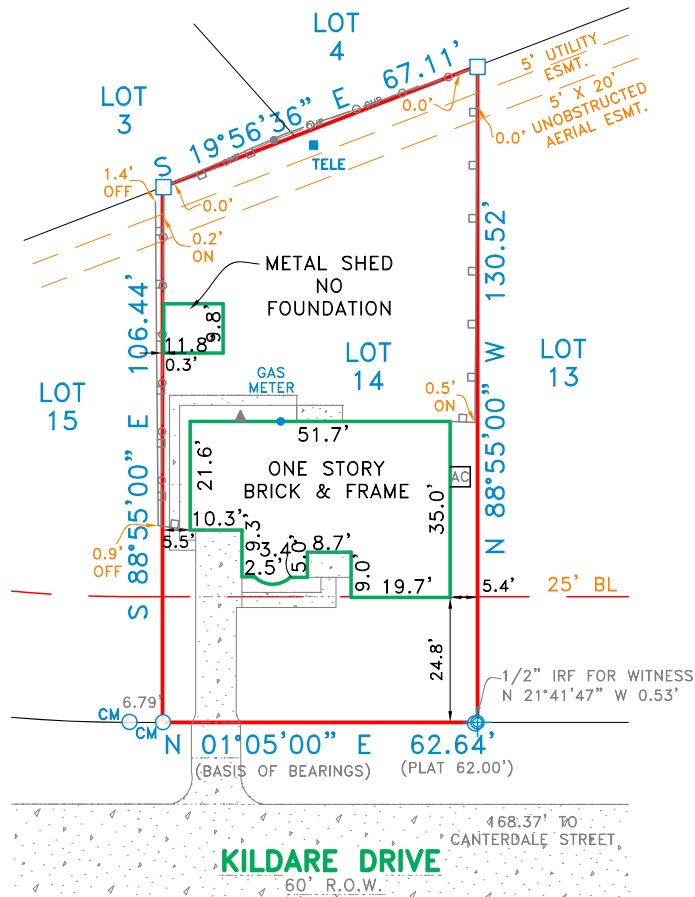 LOT
4
S 19°56'36" E 67.11'
5' UTILITY
ESMT.
5' X 20'
UNOBSTRUCTED
AERIAL ESMT.
LOT
3
OHP
OHP
OHP
0.0'
0.0'
TELE
1.4'
OFF
0.0'
0.2'
ON
METAL SHED
NO
FOUNDATION
9.8'
11.8'
0.3'
S 88°55'00" E 106.44'
N 88°55'00" W 130.52'
GAS
METER
LOT
14
LOT
13
LOT
15
0.5'
ON
51.7'
21.6'
ONE STORY
BRICK & FRAME
AC
35.0'
10.3'
9.3'
3.4'
2.5'
5.0'
8.7'
9.0'
19.7'
5.5'
5.4'
0.9'
OFF
25' BL
24.8'
1/2" IRF FOR WITNESS
N 21°41'47" W 0.53'
6.79'
CM
CM
N 01°05'00" E 62.64'
(BASIS OF BEARINGS)
(PLAT 62.00')
168.37' TO
CANTERDALE STREET
KILDARE DRIVE
60' R.O.W.